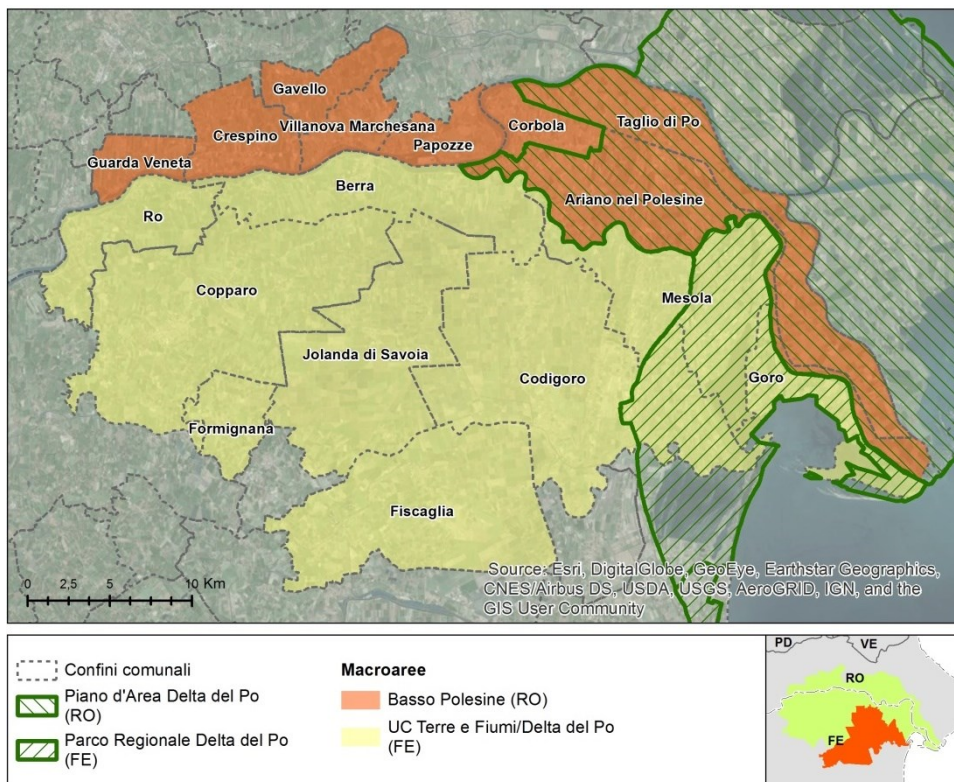 Gavello
Crespino
Villanova Marchesana
Corbola
Taglio di Po
Papozze
Guarda Veneta
Berra
Ariano nel Polesine
Ro
Copparo
Mesola
Jolanda di Savoia
Codigoro
Goro
Formignana
Fiscaglia
Source: Esri, DigitalGlobe, GeoEye, Earthstar Geographics,
CNES/Airbus DS, USDA, USGS, AeroGRID, IGN, and the
GIS User Community
0 2,5 5 10 Km
Confini comunali
Piano d'Area Delta del Po
(RO)
Parco Regionale Delta del Po
(FE)
Macroaree
Basso Polesine (RO)
UC Terre e Fiumi/Delta del Po
(FE)
PD
VE
RO
FE